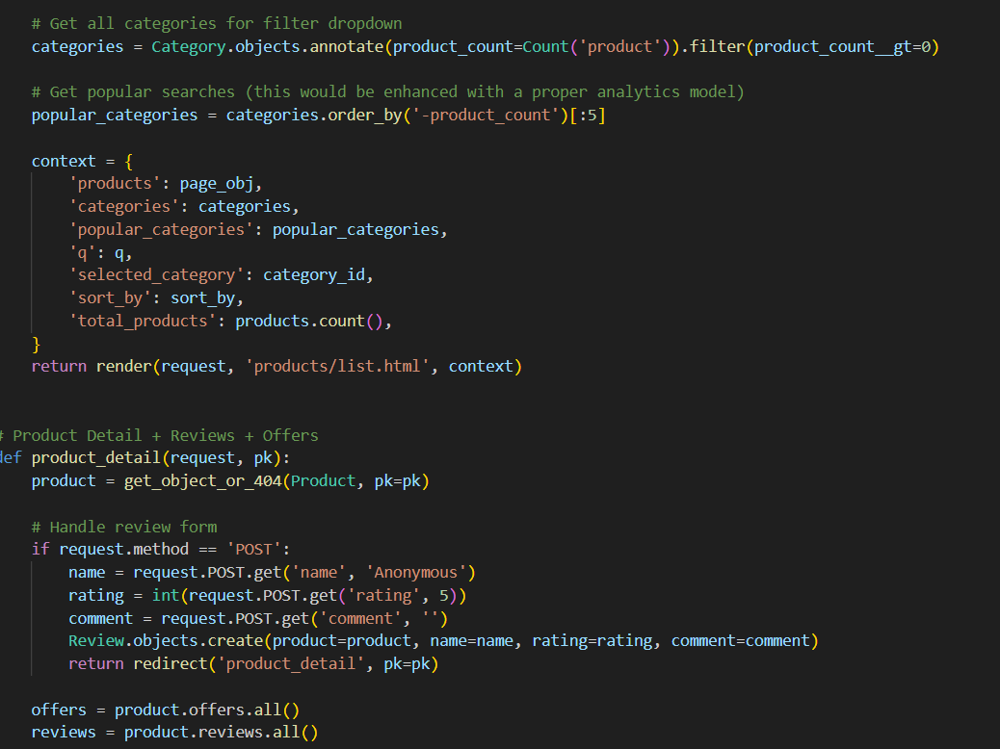 # Get all categories for filter dropdown
categories = Category.objects.annotate(product_count=Count('product')).filter(product_count__gt=0)
# Get popular searches (this would be enhanced with a proper analytics model)
popular_categories = categories.order_by('-product_count')[:5]
context = {
'products': page_obj,
'categories': categories,
'popular_categories': popular_categories,
'q': q,
'selected_category': category_id,
'sort_by': sort_by,
'total_products': products.count(),
}
return render(request, 'products/list.html', context)
# Product Detail + Reviews + Offers
def product_detail(request, pk):
product = get_object_or_404(Product, pk=pk)
# Handle review form
if request.method == 'POST':
name = request.POST.get('name', 'Anonymous')
rating = int(request.POST.get('rating', 5))
comment = request.POST.get('comment', '')
Review.objects.create(product=product, name=name, rating=rating, comment=comment)
return redirect('product_detail', pk=pk)
offers = product.offers.all()
reviews = product.reviews.all()